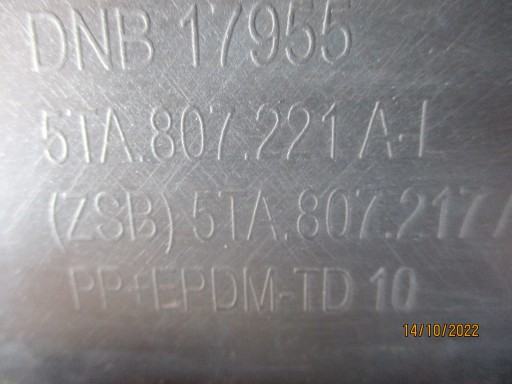 DNB 17955
5TA.807.221 A-L
(ZSB) 5TA.807.217
PP+EPDM-TD 10
14/10/2022